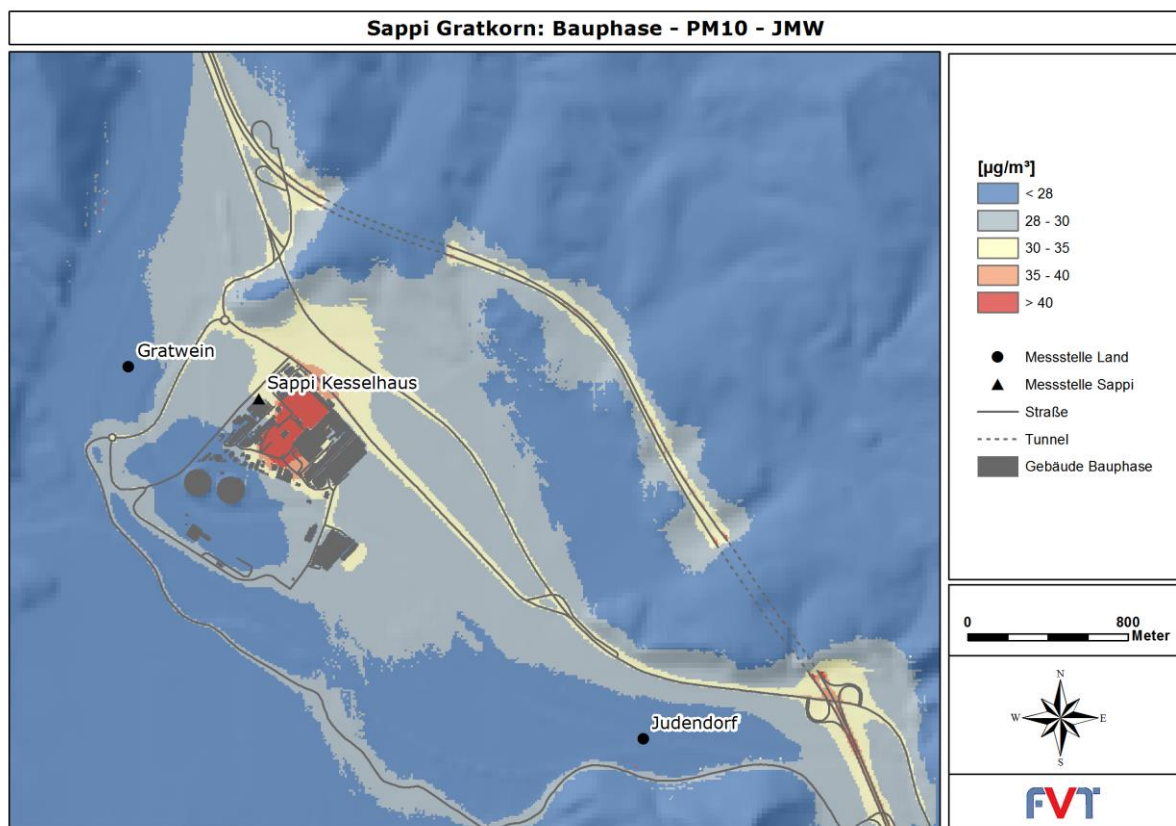 Sappi Gratkorn: Bauphase - PM10 - JMW
Gratwein
Sappi Kesselhaus
Judendorf
[µg/m³]
< 28
28 - 30
30 - 35
35 - 40
> 40
Messstelle Land
Messstelle Sappi
Straße
Tunnel
Gebäude Bauphase
0 800
Meter
N
W E
S
FVT